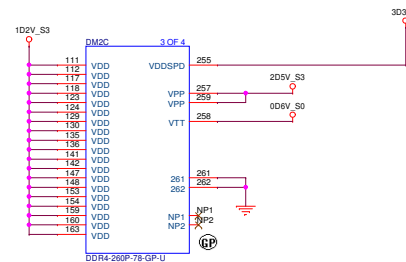 3D3
1D2V_S3
DM2C 3 OF 4
111 VDD VDDSPD 255
112 VDD
117 VDD VPP 257 2D5V_S3
118 VDD VPP 259
123 VDD
124 VDD 0D6V_S0
129 VDD VTT 258
130 VDD
135 VDD
136 VDD
141 VDD
142 VDD
147 VDD 261 261
148 VDD 262 262
153 VDD
154 VDD
159 VDD NP1 NP1
160 VDD NP2 NP2
163 VDD
GP
DDR4-260P-78-GP-U